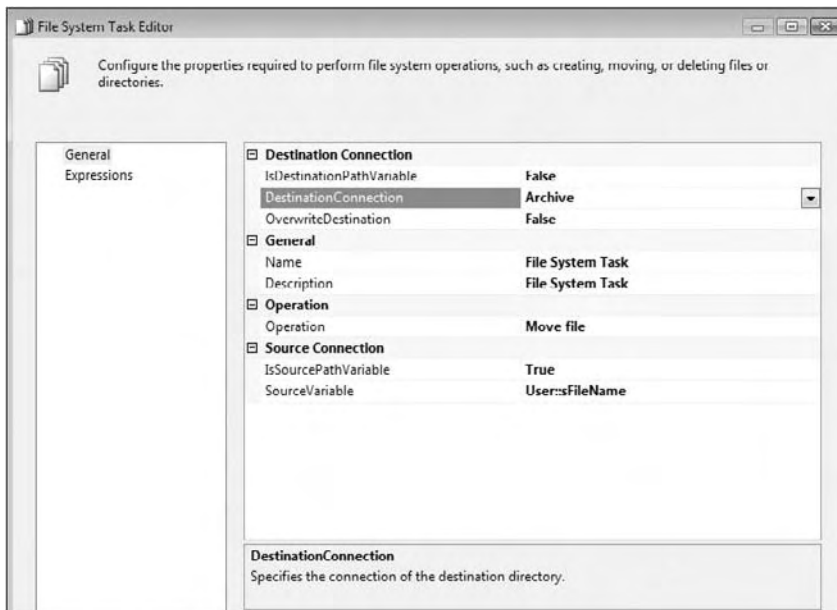 File System Task Editor
Configure the properties required to perform file system operations, such as creating, moving, or deleting files or
directories.
General
Expressions
Destination Connection
IsDestinationPathVariable False
DestinationConnection Archive
OverwriteDestination False
General
Name File System Task
Description File System Task
Operation
Operation Move file
Source Connection
IsSourcePathVariable True
SourceVariable User::sFileName
DestinationConnection
Specifies the connection of the destination directory.